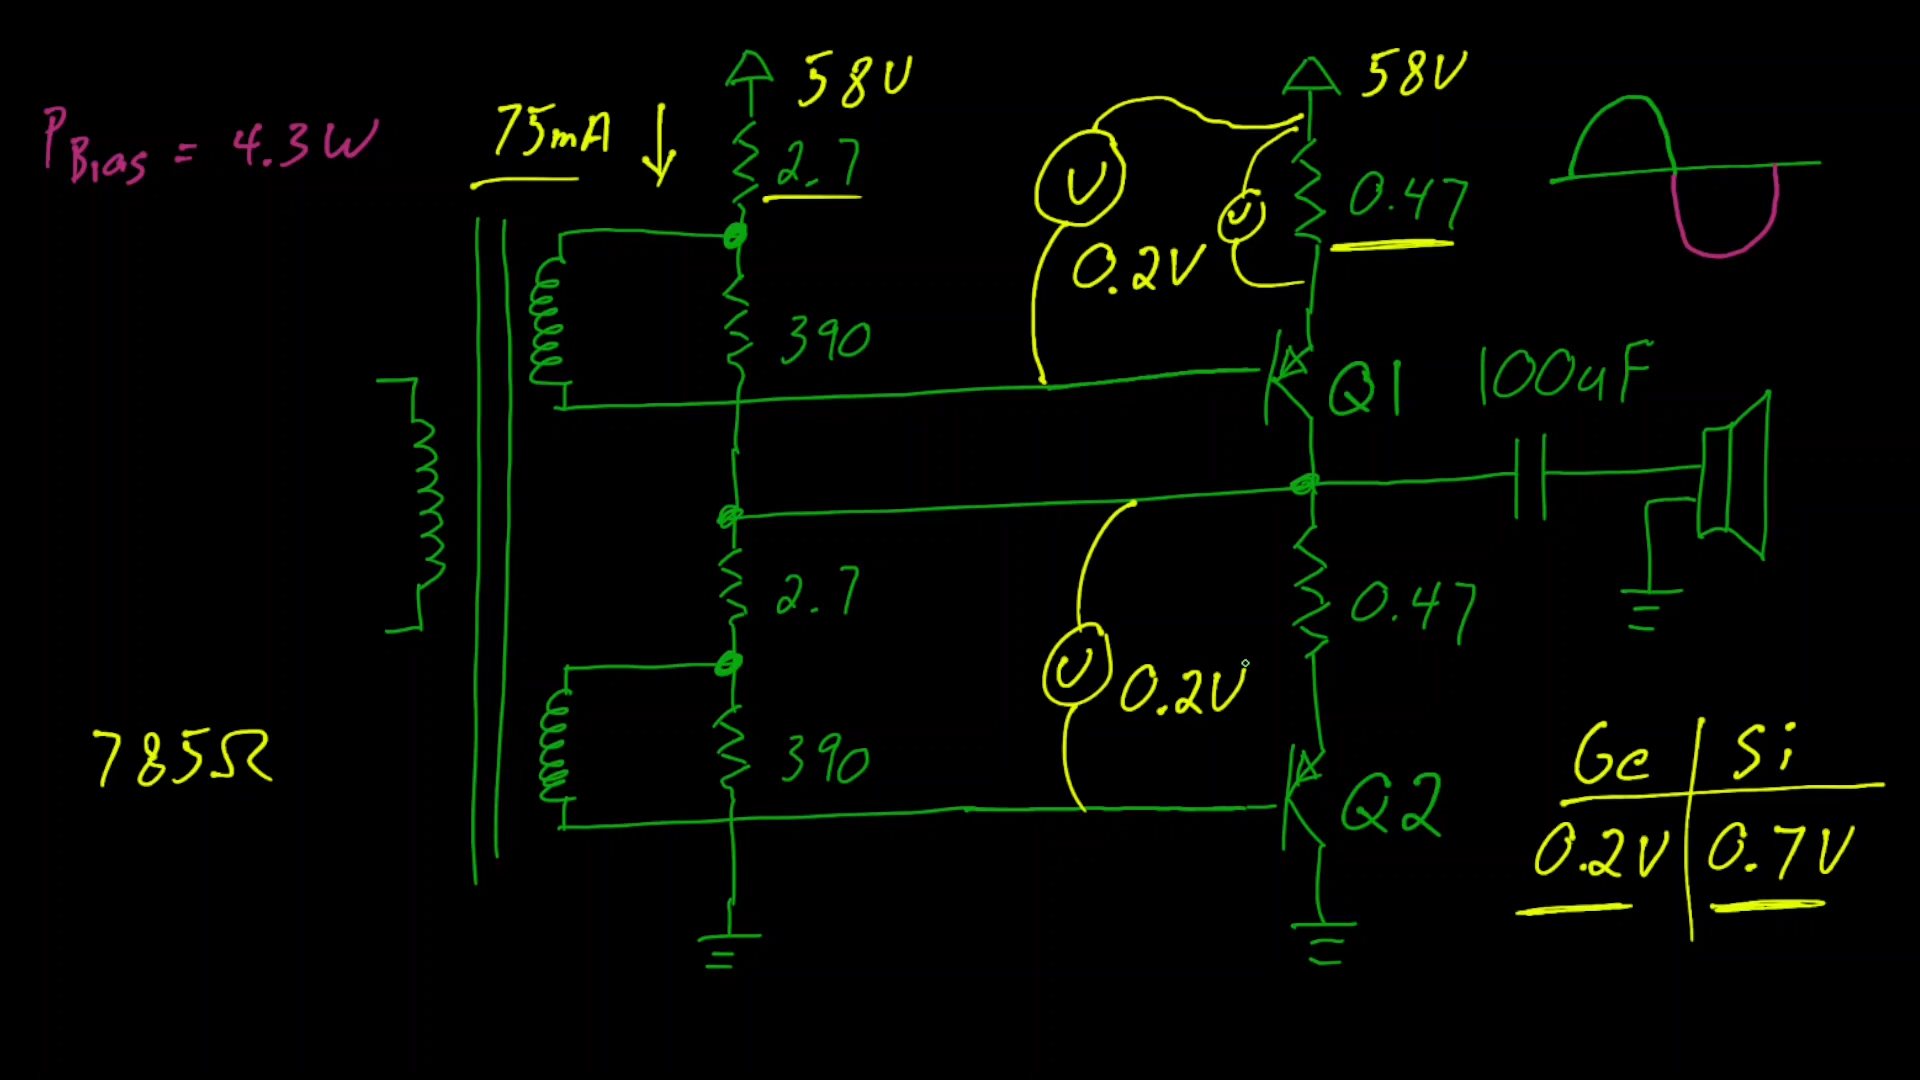 58V
58V
P Bias = 4.3W
75mA
2.7
V
V
0.47
0.2V
390
Q1
100uF
2.7
0.47
V
0.2V
785Ω
390
Q2
Ge Si
0.2V 0.7V